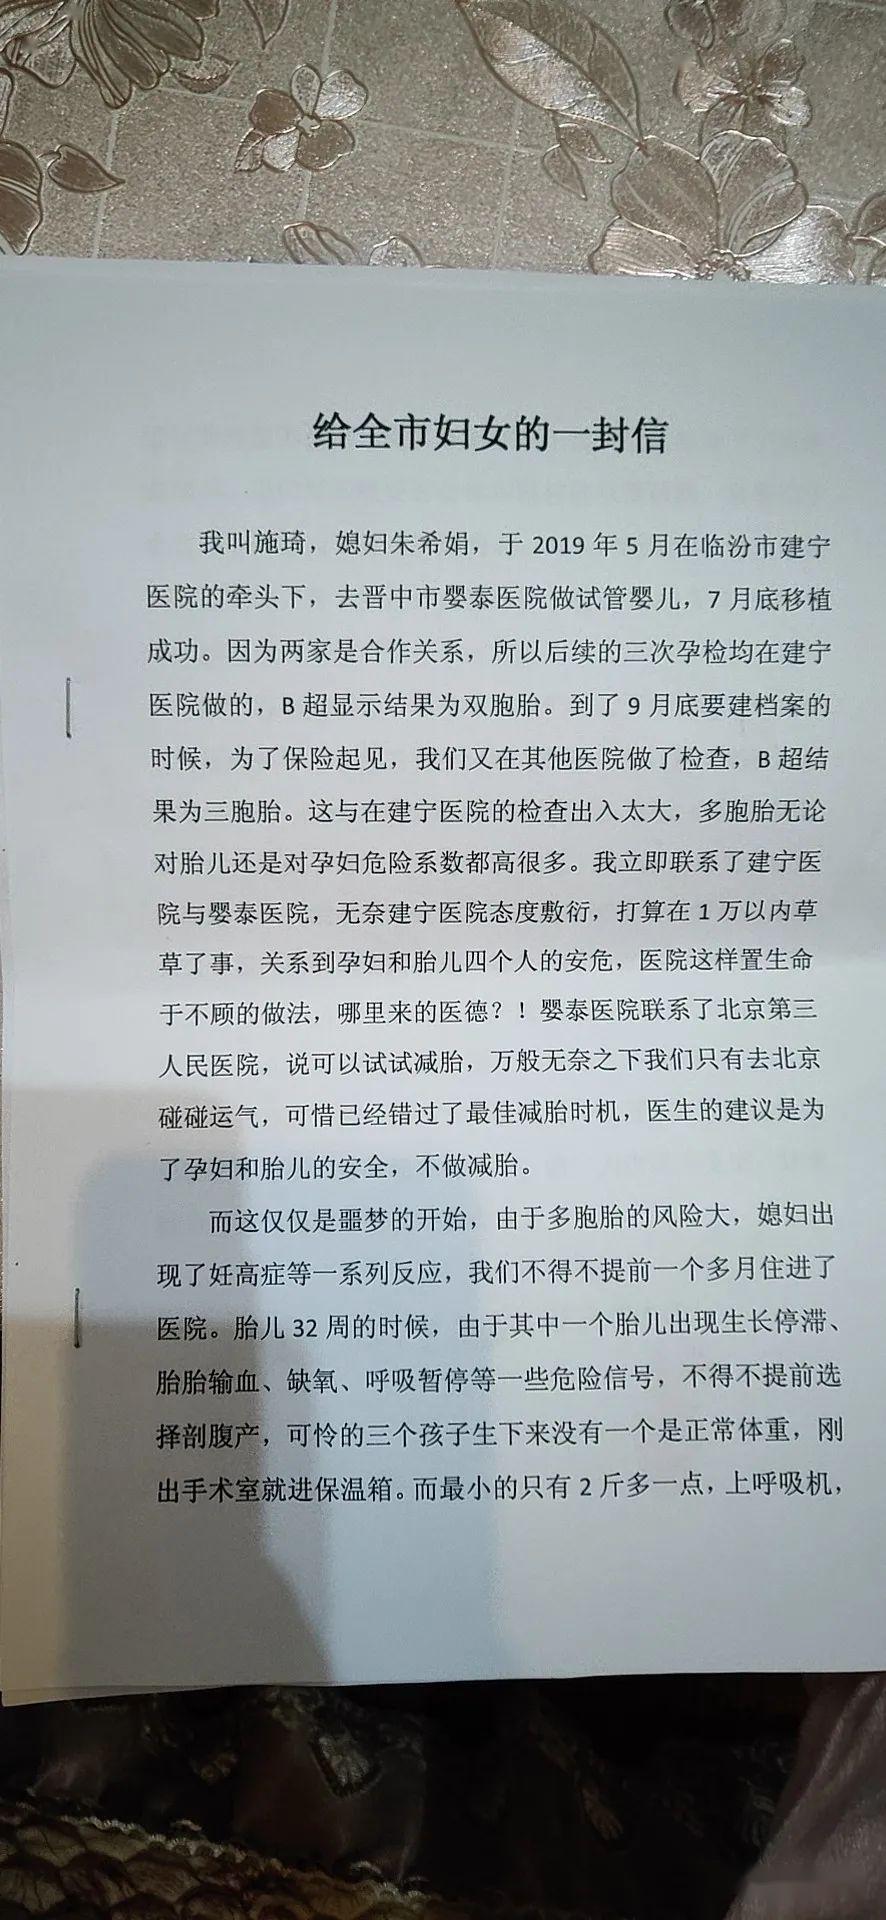 给全市妇女的一封信
我叫施琦，媳妇朱希娟，于 2019 年 5 月在临汾市建宁
医院的牵头下，去晋中市婴泰医院做试管婴儿，7 月底移植
成功。因为两家是合作关系，所以后续的三次孕检均在建宁
医院做的，B 超显示结果为双胞胎。到了 9 月底要建档案的
时候，为了保险起见，我们又在其他医院做了检查，B 超结
果为三胞胎。这与在建宁医院的检查出入太大，多胞胎无论
对胎儿还是对孕妇危险系数都高很多。我立即联系了建宁医
院与婴泰医院，无奈建宁医院态度敷衍，打算在 1 万以内草
草了事，关系到孕妇和胎儿四个人的安危，医院这样置生命
于不顾的做法，哪里来的医德？！婴泰医院联系了北京第三
人民医院，说可以试试减胎，万般无奈之下我们只有去北京
碰碰运气，可惜已经错过了最佳减胎时机，医生的建议是为
了孕妇和胎儿的安全，不做减胎。
而这仅仅是噩梦的开始，由于多胞胎的风险大，媳妇出
现了妊高症等一系列反应，我们不得不提前一个多月住进了
医院。胎儿 32 周的时候，由于其中一个胎儿出现生长停滞、
胎胎输血、缺氧、呼吸暂停等一些危险信号，不得不提前选
择剖腹产，可怜的三个孩子生下来没有一个是正常体重，刚
出手术室就进保温箱。而最小的只有 2 斤多一点，上呼吸机，